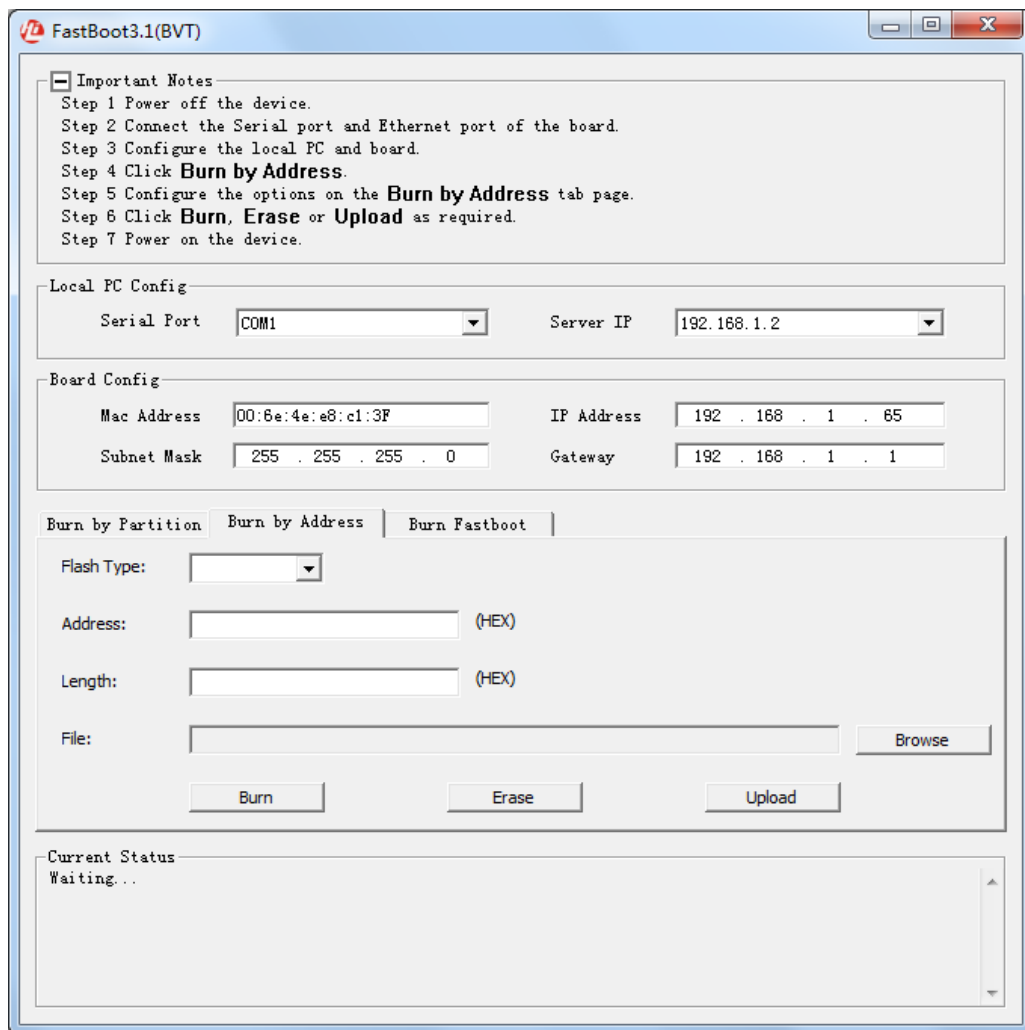 FastBoot3.1(BVT)
Important Notes
Step 1 Power off the device.
Step 2 Connect the Serial port and Ethernet port of the board.
Step 3 Configure the local PC and board.
Step 4 Click Burn by Address.
Step 5 Configure the options on the Burn by Address tab page.
Step 6 Click Burn, Erase or Upload as required.
Step 7 Power on the device.
Local PC Config
Serial Port COM1 Server IP 192.168.1.2
Board Config
Mac Address 00:6e:4e:e8:c1:3F IP Address 192 . 168 . 1 . 65
Subnet Mask 255 . 255 . 255 . 0 Gateway 192 . 168 . 1 . 1
Burn by Partition Burn by Address Burn Fastboot
Flash Type:
Address: (HEX)
Length: (HEX)
File: Browse
Burn Erase Upload
Current Status
Waiting...